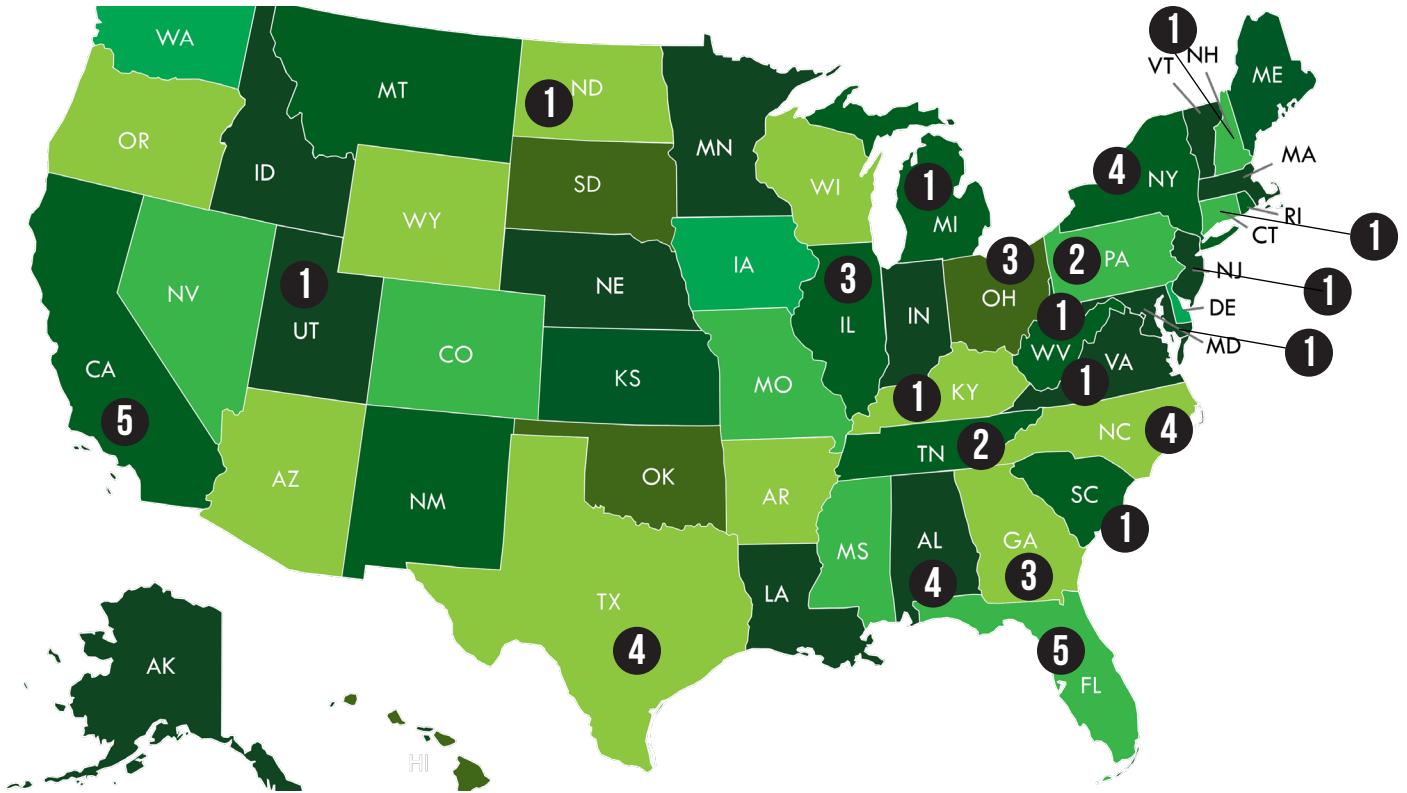 WA
MT
1
ND
MN
OR
ID
SD
WI
WY
1
VT
NH
ME
MA
4
NY
1
MI
RI
CT
1
IA
3
3
2
PA
NJ
1
NV
1
UT
NE
OH
DE
IL
IN
1
MD
1
WV
VA
CA
CO
KS
MO
1
KY
1
5
NC
4
TN
2
AZ
NM
OK
AR
SC
1
MS
AL
4
GA
3
LA
TX
4
5
FL
AK
HI